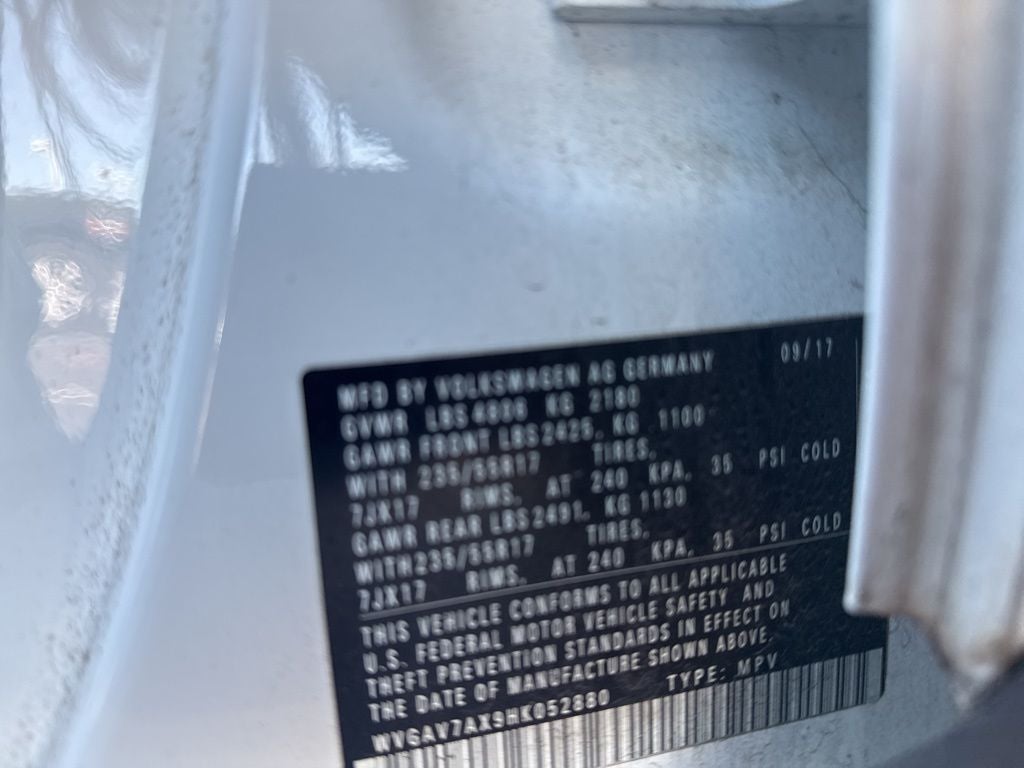 MFD BY VOLKSWAGEN AG GERMANY 09/17
GVMR LBS 4806 KG 2180
GAWR FRONT LBS 2425, KG 1100
WITH 235/55R17 TIRES,
7JX17 RIMS, AT 240 KPA, 35 PSI COLD
GAWR REAR LBS 2491, KG 1130
WITH 235/55R17 TIRES,
7JX17 RIMS, AT 240 KPA, 35 PSI COLD
THIS VEHICLE CONFORMS TO ALL APPLICABLE
U.S. FEDERAL MOTOR VEHICLE SAFETY AND
THEFT PREVENTION STANDARDS IN EFFECT ON
THE DATE OF MANUFACTURE SHOWN ABOVE.
WVGAV7AX9HK052880 TYPE: MPV